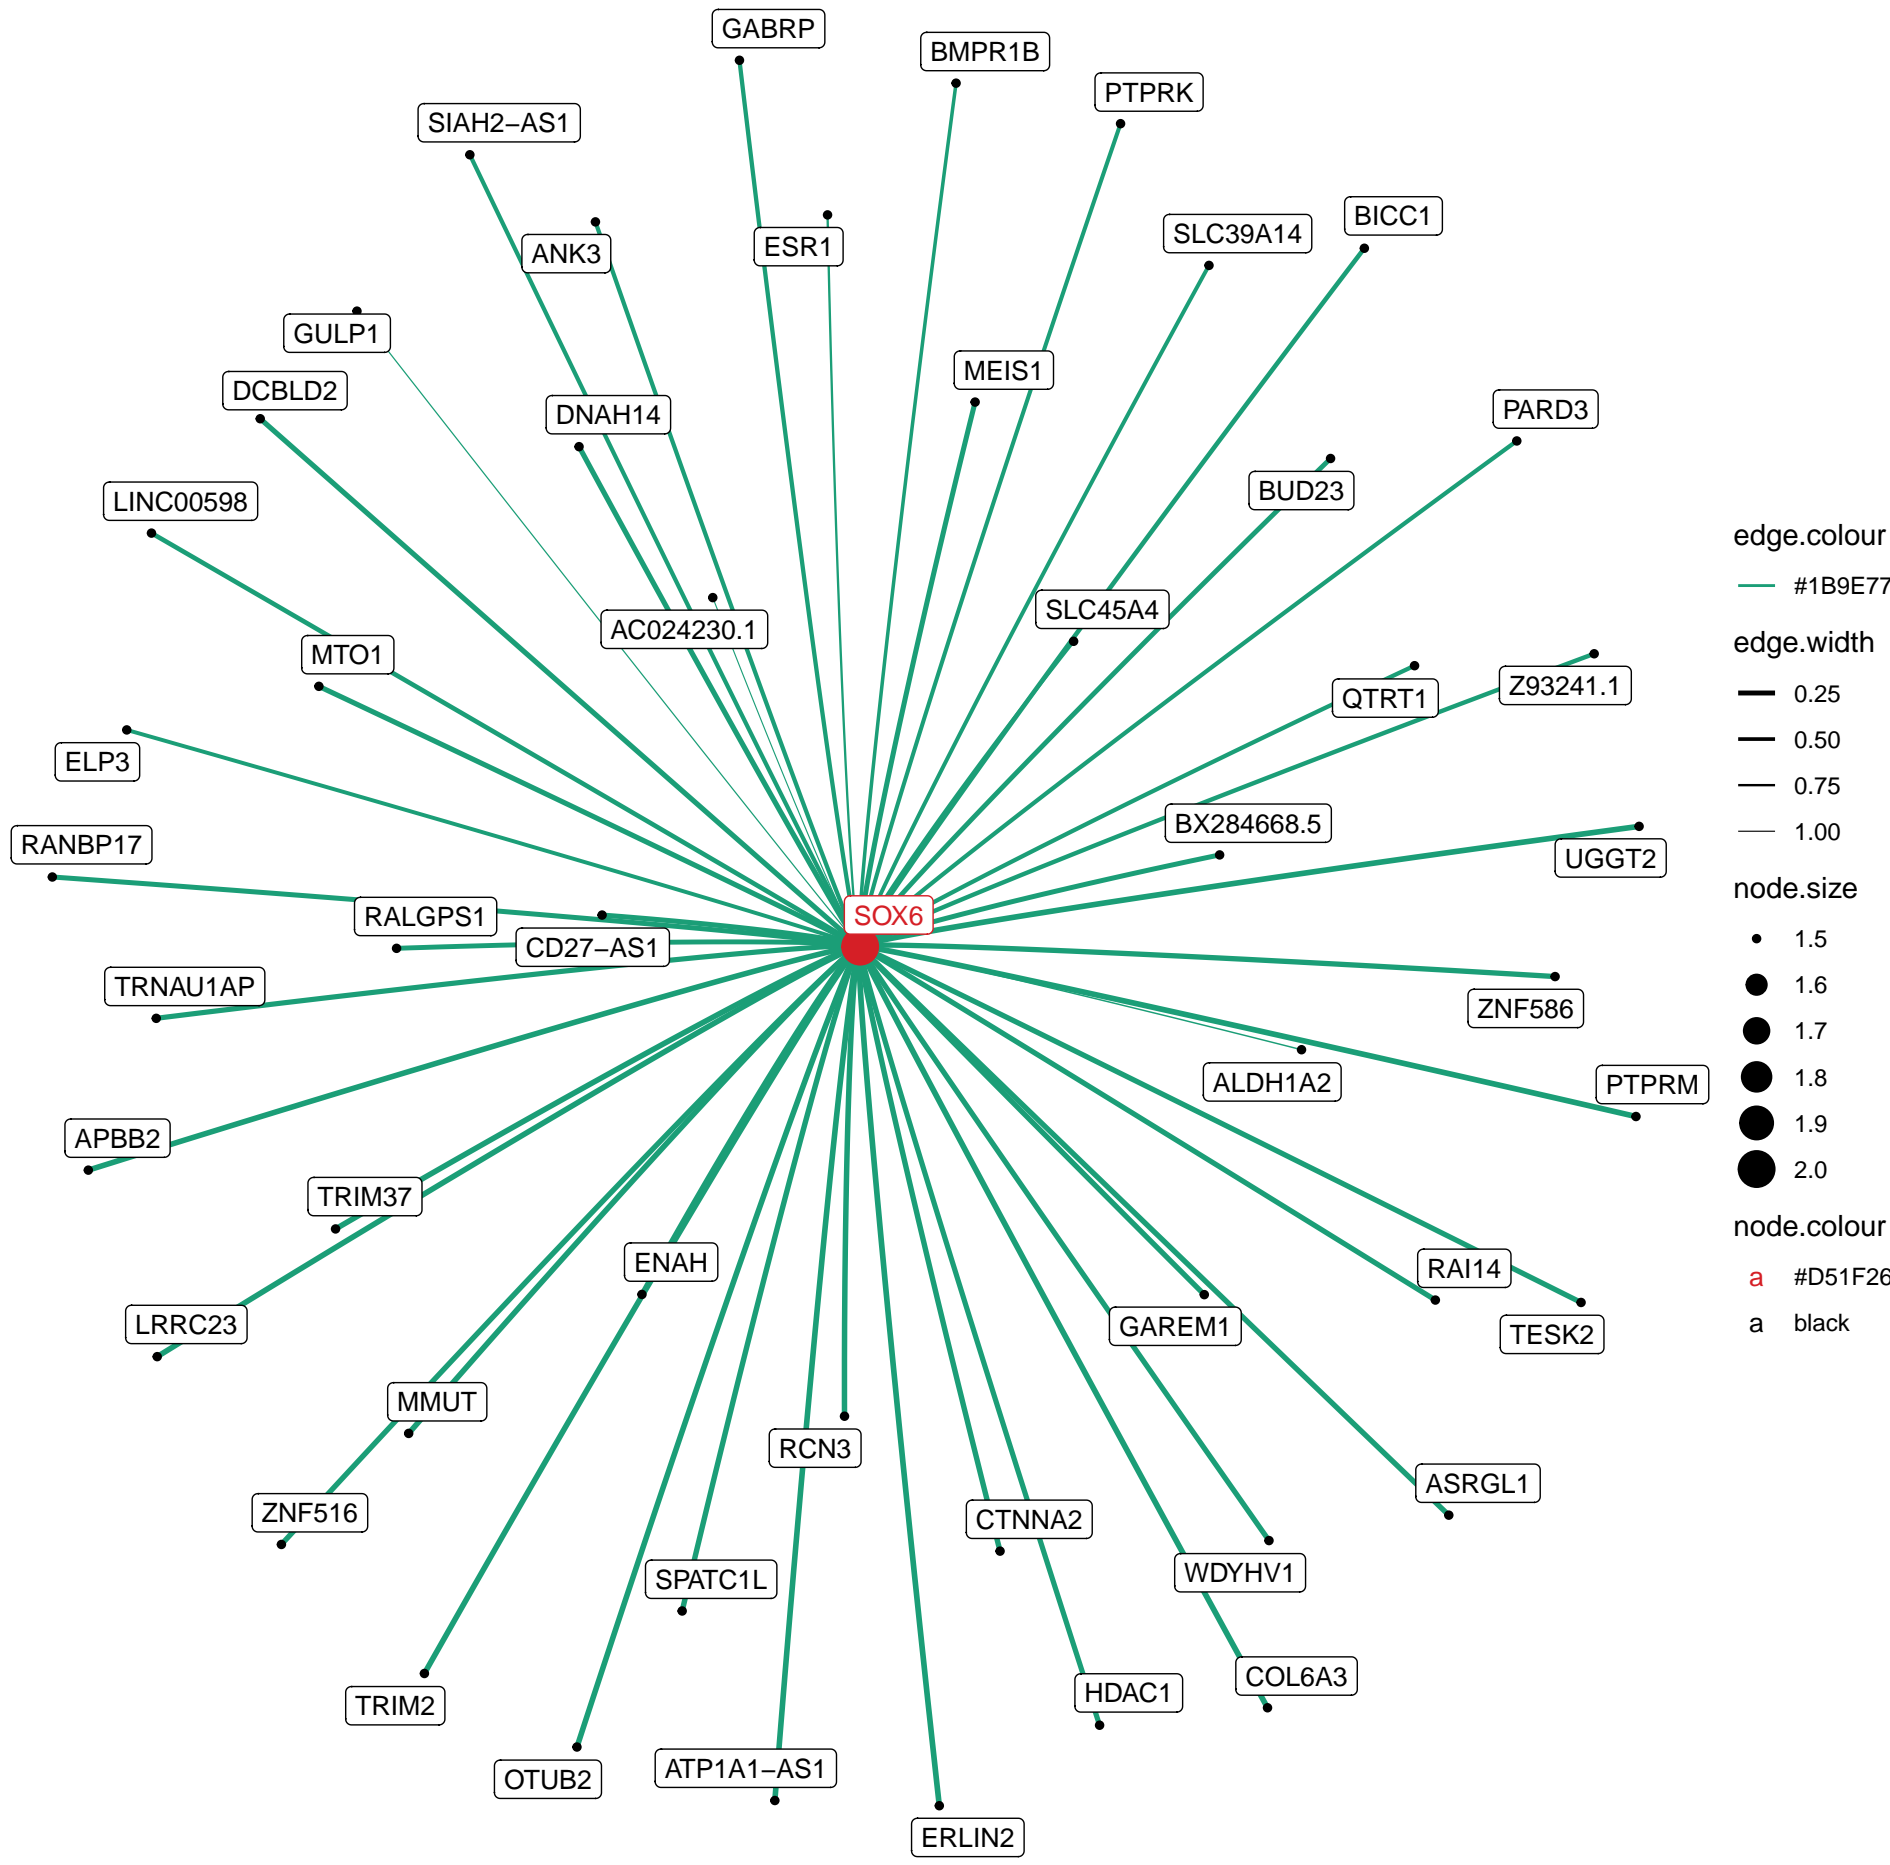 GABRP
BMPR1B
PTPRK
SIAH2−AS1
BICC1
SLC39A14
ANK3
ESR1
GULP1
MEIS1
DCBLD2
DNAH14
PARD3
BUD23
LINC00598
SLC45A4
AC024230.1
MTO1
Z93241.1
QTRT1
ELP3
BX284668.5
RANBP17
UGGT2
RALGPS1
SOX6
CD27−AS1
TRNAU1AP
ZNF586
ALDH1A2
PTPRM
APBB2
TRIM37
ENAH
RAI14
LRRC23
GAREM1
TESK2
MMUT
RCN3
ASRGL1
ZNF516
CTNNA2
WDYHV1
SPATC1L
COL6A3
HDAC1
TRIM2
ATP1A1−AS1
OTUB2
ERLIN2
edge.colour
#1B9E77
edge.width
0.25
0.50
0.75
1.00
node.size
1.5
1.6
1.7
1.8
1.9
2.0
node.colour
a #D51F26
a black